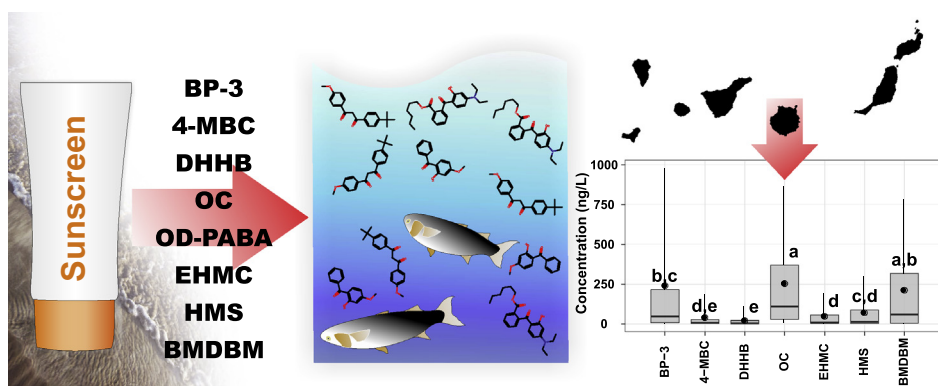 Sunscreen
BP-3
4-MBC
DHHB
OC
OD-PABA
EHMC
HMS
BMDBM
Concentration (ng/L)
1000
750
500
250
0
b,c
d,e
e
a
d
c,d
a,b
BP-3
4-MBC
DHHB
OC
EHMC
HMS
BMDBM